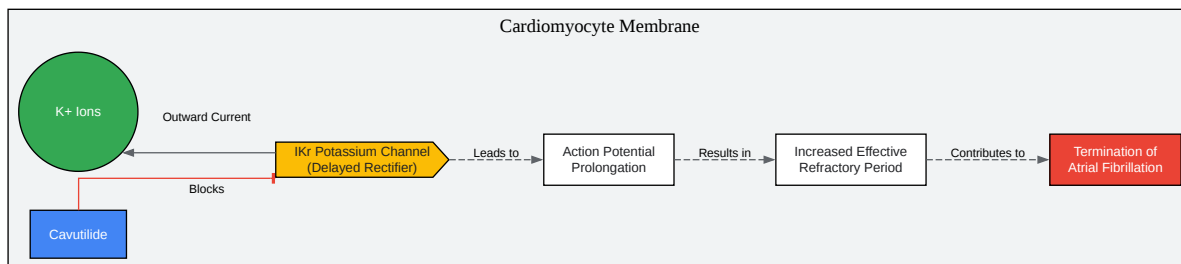 Cardiomyocyte Membrane
K+ Ions
Outward Current
IKr Potassium Channel
(Delayed Rectifier)
Leads to
Action Potential
Prolongation
Results in
Increased Effective
Refractory Period
Contributes to
Termination of
Atrial Fibrillation
Blocks
Cavutilide